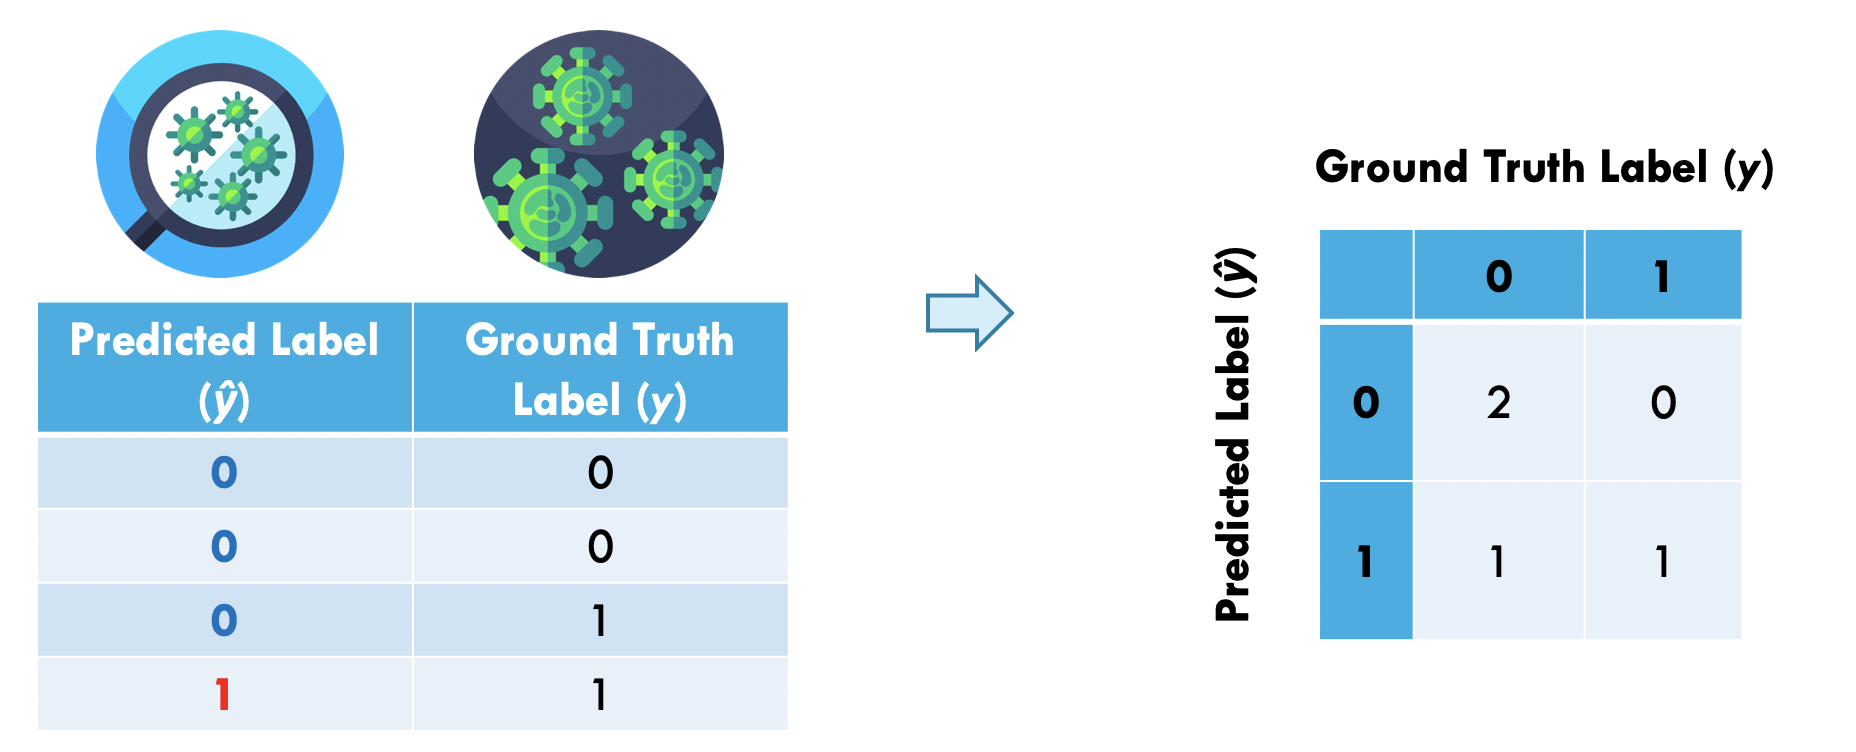 Predicted Label
(ŷ)
Ground Truth
Label (y)
0 0
0 0
0 1
1 1
Ground Truth Label (y)
Predicted Label (ŷ)
0 1
0 2 0
1 1 1